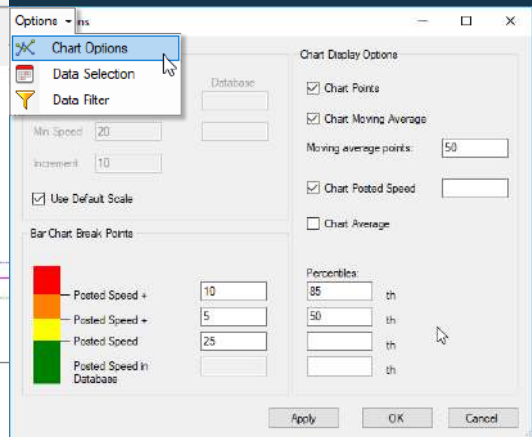 Options
ns
Chart Options
Data Selection
Data Filter
Database
Min Speed 20
Increment 10
Use Default Scale
Bar Chart Break Points
Posted Speed + 10
Posted Speed + 5
Posted Speed 25
Posted Speed in
Database
Chart Display Options
Chart Points
Chart Moving Average
Moving average points: 50
Chart Posted Speed
Chart Average
Percentiles:
85 th
50 th
th
th
Apply OK Cancel